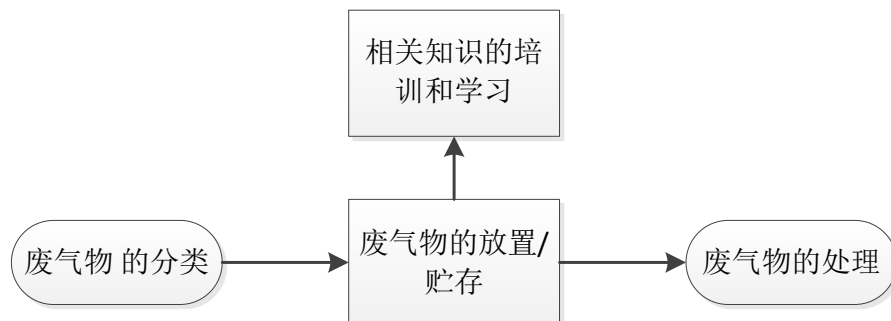 相关知识的培
训和学习
废气物 的分类
废气物的放置/
贮存
废气物的处理